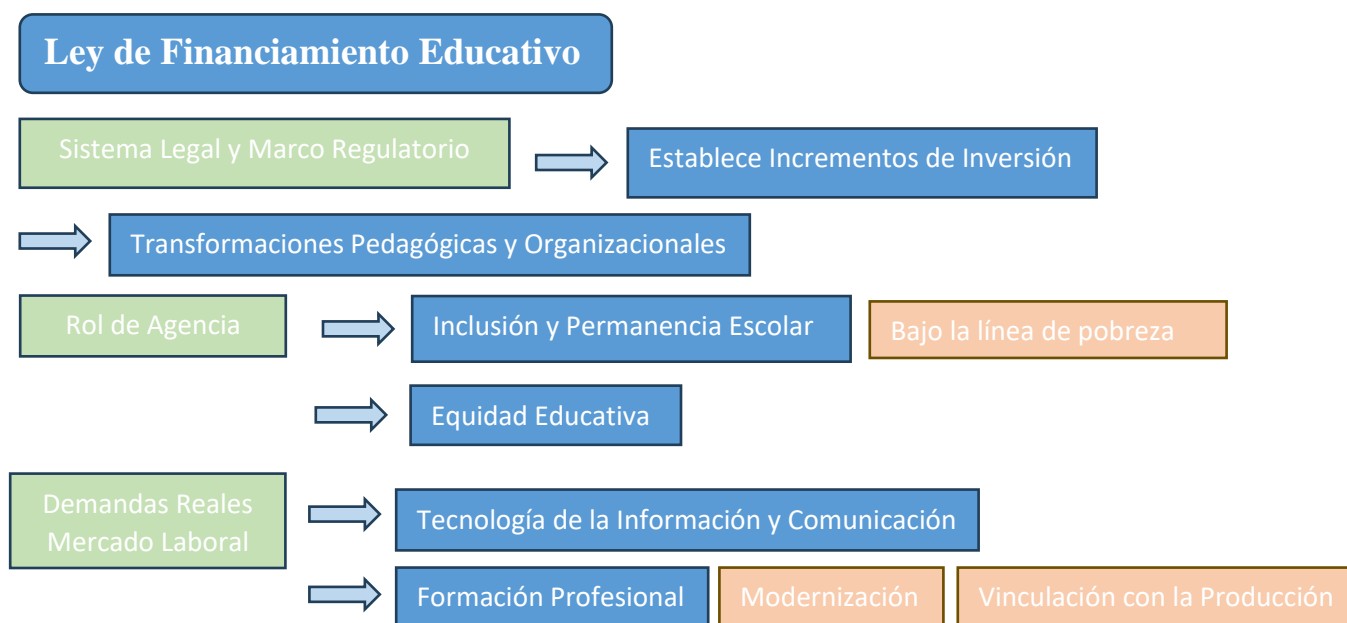 Ley de Financiamiento Educativo
Sistema Legal y Marco Regulatorio
Establece Incrementos de Inversión
Transformaciones Pedagógicas y Organizacionales
Rol de Agencia
Inclusión y Permanencia Escolar
Bajo la línea de pobreza
Equidad Educativa
Demandas Reales
Mercado Laboral
Tecnología de la Información y Comunicación
Formación Profesional
Modernización
Vinculación con la Producción